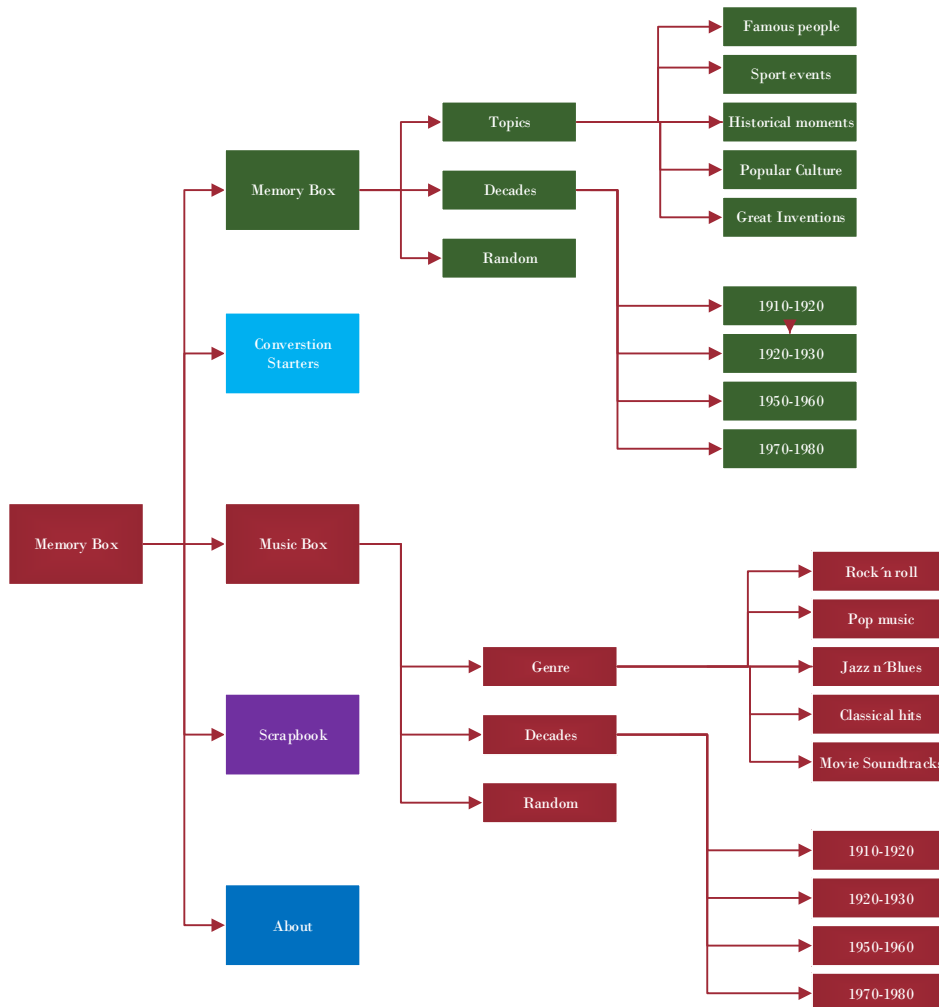 Famous people
Sport events
Historical moments
Popular Culture
Great Inventions
Topics
Decades
Random
Memory Box
1910-1920
1920-1930
1950-1960
1970-1980
Converstion
Starters
Memory Box
Music Box
Rock´n roll
Pop music
Jazz n´Blues
Classical hits
Movie Soundtracks
Genre
Decades
Random
Scrapbook
1910-1920
1920-1930
1950-1960
1970-1980
About